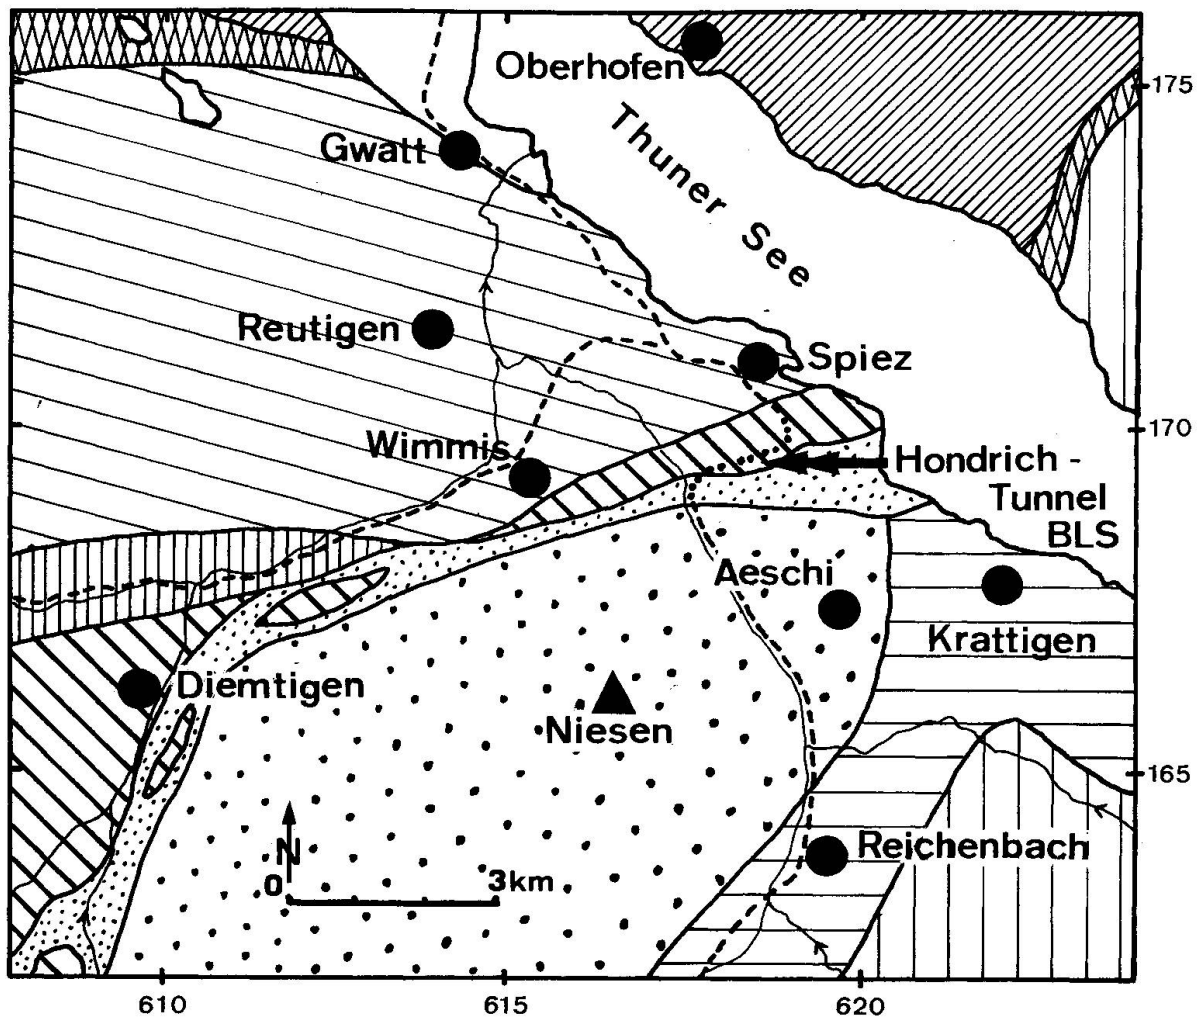 Oberhofen
175
Thuner See
Gwatt
Reutigen
Spiez
170
Wimmis
Hondrich -
Tunnel
BLS
Aeschi
Krattigen
Diemtigen
Niesen
165
N
Reichenbach
0
3km
610
615
620